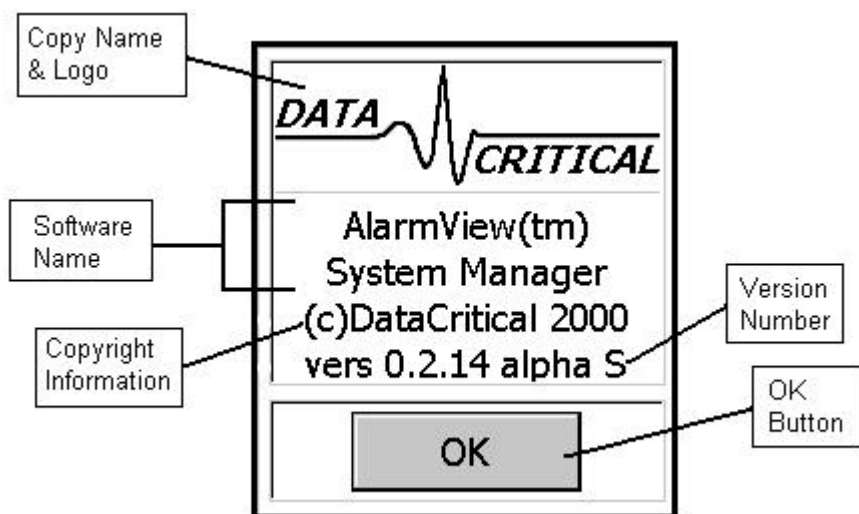 Copy Name
& Logo
DATA
CRITICAL
Software
Name
AlarmView(tm)
System Manager
(c)DataCritical 2000
vers 0.2.14 alpha S
Copyright
Information
Version
Number
OK
Button
OK